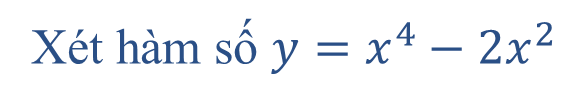 Xét hàm số y = x⁴ − 2x²